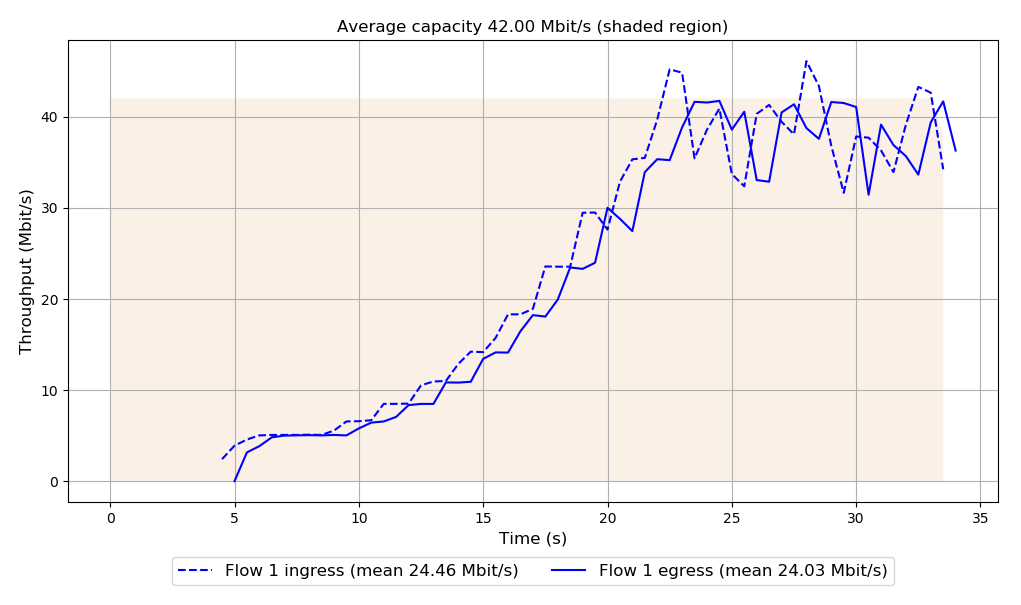 Average capacity 42.00 Mbit/s (shaded region)
Throughput (Mbit/s)
40
30
20
10
0
0 5 10 15 20 25 30 35
Time (s)
Flow 1 ingress (mean 24.46 Mbit/s) Flow 1 egress (mean 24.03 Mbit/s)